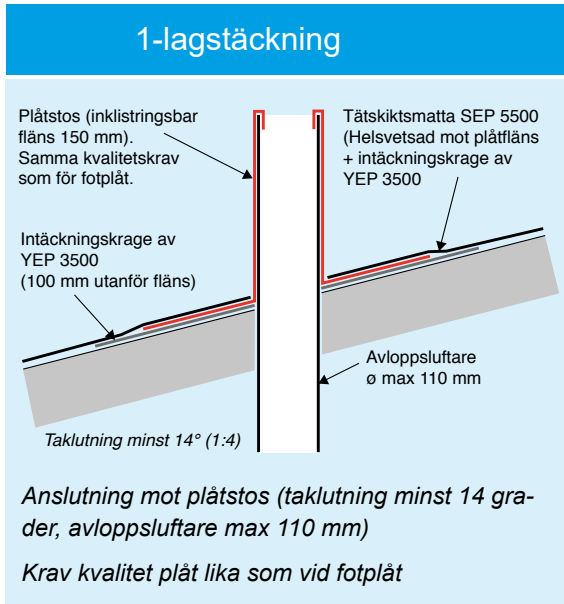 1-lagstäckning
Plåtstos (inklistringsbar
fläns 150 mm).
Samma kvalitetskrav
som för fotplåt.
Tätskiktsmatta SEP 5500
(Helsvetsad mot plåtfläns
+ intäckningskrage av
YEP 3500
Intäckningskrage av
YEP 3500
(100 mm utanför fläns)
Avloppsluftare
ø max 110 mm
Taklutning minst 14° (1:4)
Anslutning mot plåtstos (taklutning minst 14 gra-
der, avloppsluftare max 110 mm)
Krav kvalitet plåt lika som vid fotplåt